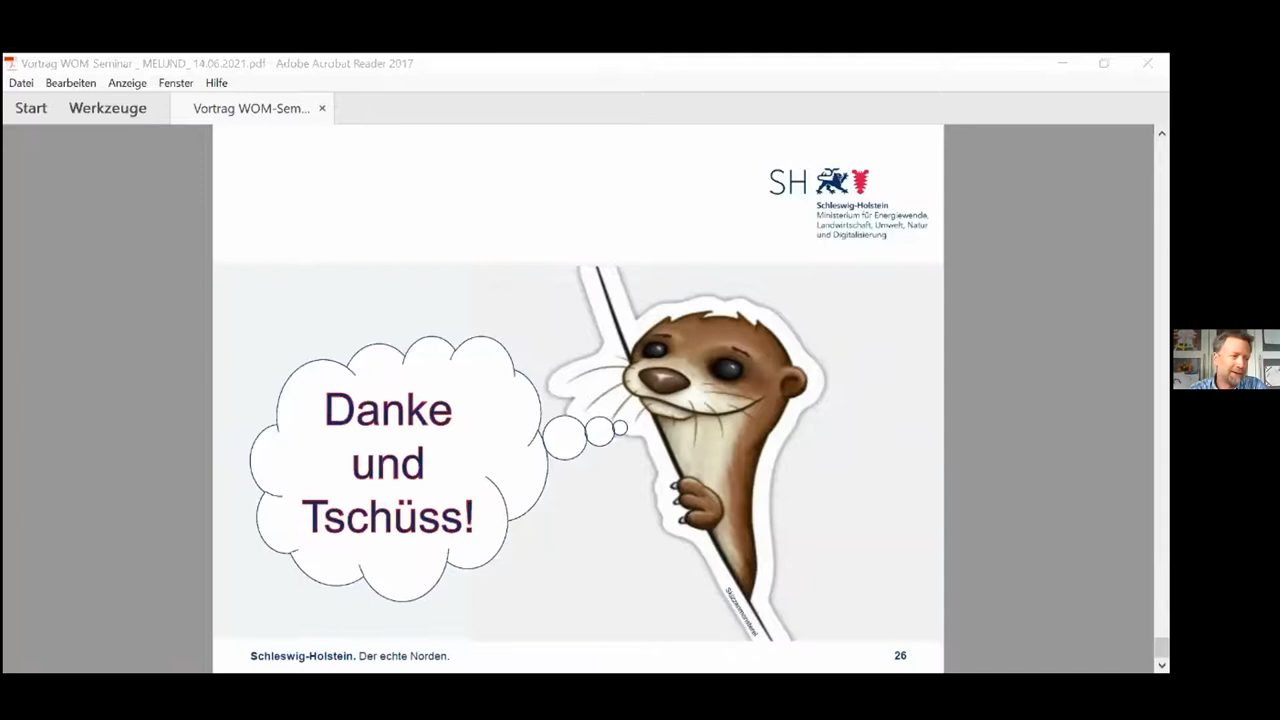 Vortrag WOM Seminar _ MELUND_ 14.06.2021.pdf - Adobe Acrobat Reader 2017
Datei Bearbeiten Anzeige Fenster Hilfe
Start Werkzeuge Vortrag WOM-Sem... ×
SH
Schleswig-Holstein
Ministerium für Energiewende,
Landwirtschaft, Umwelt, Natur
und Digitalisierung
Danke
und
Tschüss!
Skizzenmonsterei
Schleswig-Holstein. Der echte Norden.
26